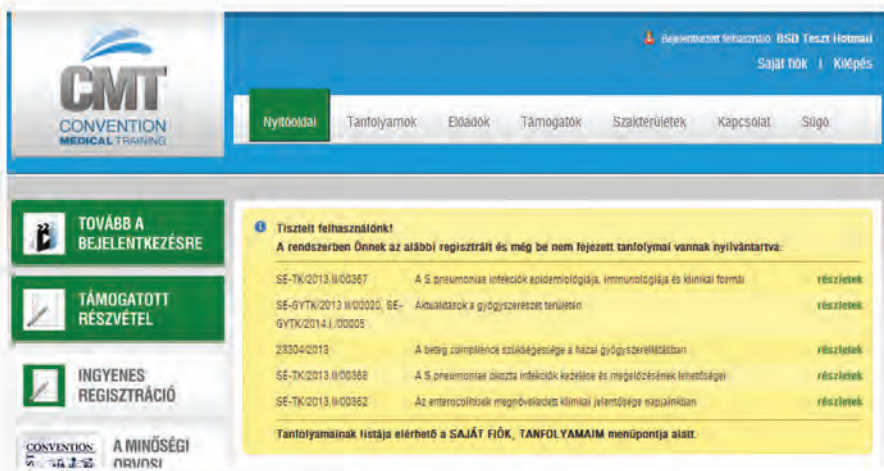 Bejelentkezett felhasználó: BSD Teszt Hotmail
Saját fiók | Kilépés
CMT
CONVENTION
MEDICAL TRAINING
Nyitóoldal Tanfolyamok Előadók Támogatók Szakterületek Kapcsolat Súgó
TOVÁBB A
BEJELENTKEZÉSRE
TÁMOGATOTT
RÉSZVÉTEL
INGYENES
REGISZTRÁCIÓ
CONVENTION
A MINŐSÉGI
ORVOSI
Tisztelt felhasználónk!
A rendszerben Önnek az alábbi regisztrált és még be nem fejezett tanfolymai vannak nyilvántartva:
SE-TK/2013.II/00367 A S.pneumoniae infekciók epidemiológiája, immunológiája és klinikai formái részletek
SE-GYTK/2013.II/00020, SE- Aktualitások a gyógyszerészet területén részletek
GYTK/2014.I./00005
23304/2013 A beteg complience szükségessége a hazai gyógyszerellátásban részletek
SE-TK/2013.II/00368 A S.pneumoniae okozta infekciók kezelése és megelőzésének lehetőségei részletek
SE-TK/2013.II/00362 Az enterocolitisek megnövekedett klinikai jelentősége napjainkban részletek
Tanfolyamainak listája elérhető a SAJÁT FIÓK, TANFOLYAMAIM menüpontja alatt.